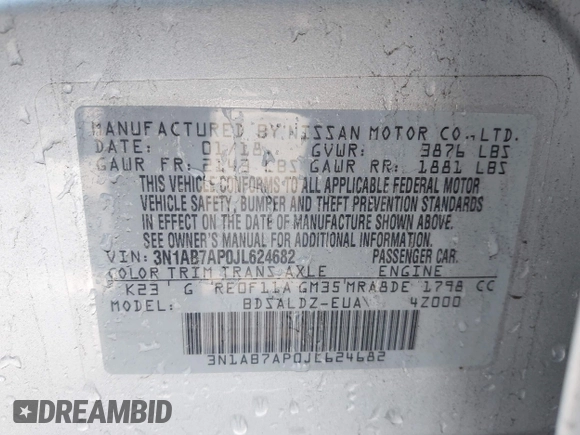 MANUFACTURED BY NISSAN MOTOR CO., LTD.
DATE: 01/18 GVWR: 3876 LBS
GAWR FR: 2143 LBS GAWR RR: 1881 LBS
THIS VEHICLE CONFORMS TO ALL APPLICABLE FEDERAL MOTOR
VEHICLE SAFETY, BUMPER AND THEFT PREVENTION STANDARDS
IN EFFECT ON THE DATE OF MANUFACTURE SHOWN ABOVE.
SEE OWNER'S MANUAL FOR ADDITIONAL INFORMATION.
VIN: 3N1AB7AP0JL624682 PASSENGER CAR.
COLOR TRIM TRANS AXLE ENGINE
K23 G RE0F11A GM35 MRA8DE 1798 CC
MODEL: BDSALDZ-EUA 4Z000
3N1AB7AP0JL624682
DREAMBID
DREAMBID